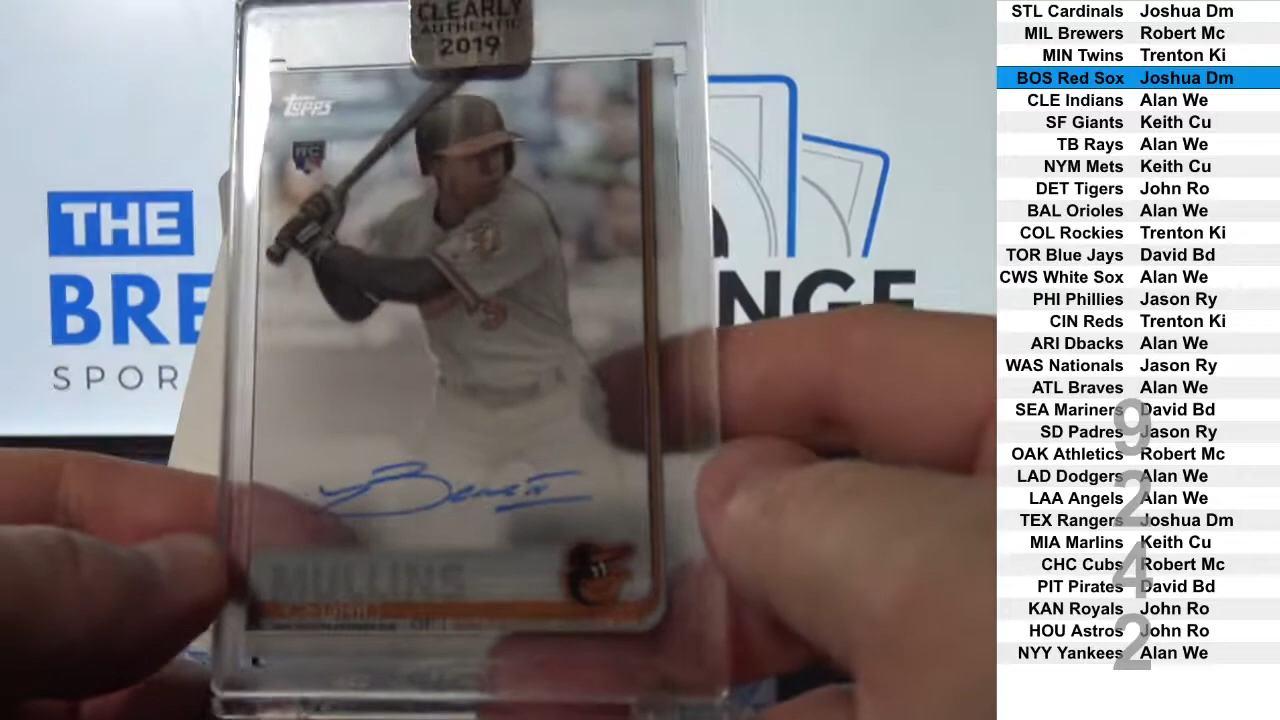 CLEARLY
AUTHENTIC
2019
Topps
RC
MULLINS
THE
BRE
NGE
SPOR
STL Cardinals Joshua Dm
MIL Brewers Robert Mc
MIN Twins Trenton Ki
BOS Red Sox Joshua Dm
CLE Indians Alan We
SF Giants Keith Cu
TB Rays Alan We
NYM Mets Keith Cu
DET Tigers John Ro
BAL Orioles Alan We
COL Rockies Trenton Ki
TOR Blue Jays David Bd
CWS White Sox Alan We
PHI Phillies Jason Ry
CIN Reds Trenton Ki
ARI Dbacks Alan We
WAS Nationals Jason Ry
ATL Braves Alan We
SEA Mariners David Bd
SD Padres Jason Ry
OAK Athletics Robert Mc
LAD Dodgers Alan We
LAA Angels Alan We
TEX Rangers Joshua Dm
MIA Marlins Keith Cu
CHC Cubs Robert Mc
PIT Pirates David Bd
KAN Royals John Ro
HOU Astros John Ro
NYY Yankees Alan We
9
2
4
2